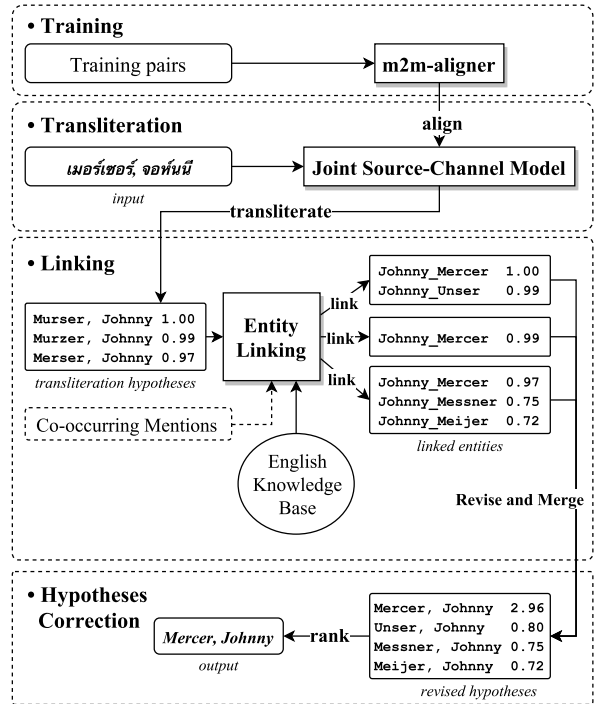 • Training
Training pairs
m2m-aligner
align
• Transliteration
เมอร์เซอร์, จอห์นนี
input
Joint Source-Channel Model
transliterate
• Linking
Murser, Johnny 1.00
Murzer, Johnny 0.99
Merser, Johnny 0.97
transliteration hypotheses
Entity
Linking
link
link
link
Johnny_Mercer 1.00
Johnny_Unser 0.99
Johnny_Mercer 0.99
Johnny_Mercer 0.97
Johnny_Messner 0.75
Johnny_Meijer 0.72
linked entities
Co-occurring Mentions
English
Knowledge
Base
Revise and Merge
• Hypotheses
Correction
Mercer, Johnny
output
rank
Mercer, Johnny 2.96
Unser, Johnny 0.80
Messner, Johnny 0.75
Meijer, Johnny 0.72
revised hypotheses